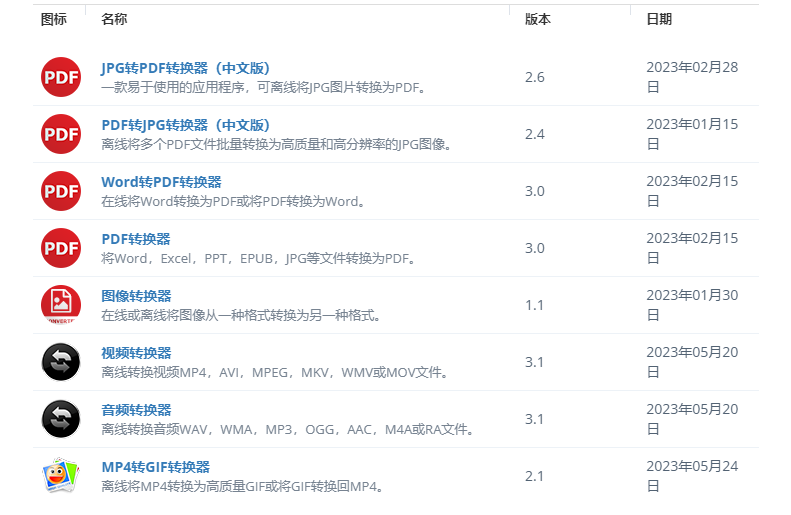 图标 名称 版本 日期
PDF JPG转PDF转换器（中文版） 2.6 2023年02月28
一款易于使用的应用程序，可离线将JPG图片转换为PDF。 日
PDF PDF转JPG转换器（中文版） 2.4 2023年01月15
离线将多个PDF文件批量转换为高质量和高分辨率的JPG图像。 日
PDF Word转PDF转换器 3.0 2023年02月15
在线将Word转换为PDF或将PDF转换为Word。 日
PDF PDF转换器 3.0 2023年02月15
将Word，Excel，PPT，EPUB，JPG等文件转换为PDF。 日
图像转换器 1.1 2023年01月30
在线或离线将图像从一种格式转换为另一种格式。 日
视频转换器 3.1 2023年05月20
离线转换视频MP4，AVI，MPEG，MKV，WMV或MOV文件。 日
音频转换器 3.1 2023年05月20
离线转换音频WAV，WMA，MP3，OGG，AAC，M4A或RA文件。 日
MP4转GIF转换器 2.1 2023年05月24
离线将MP4转换为高质量GIF或将GIF转换回MP4。 日